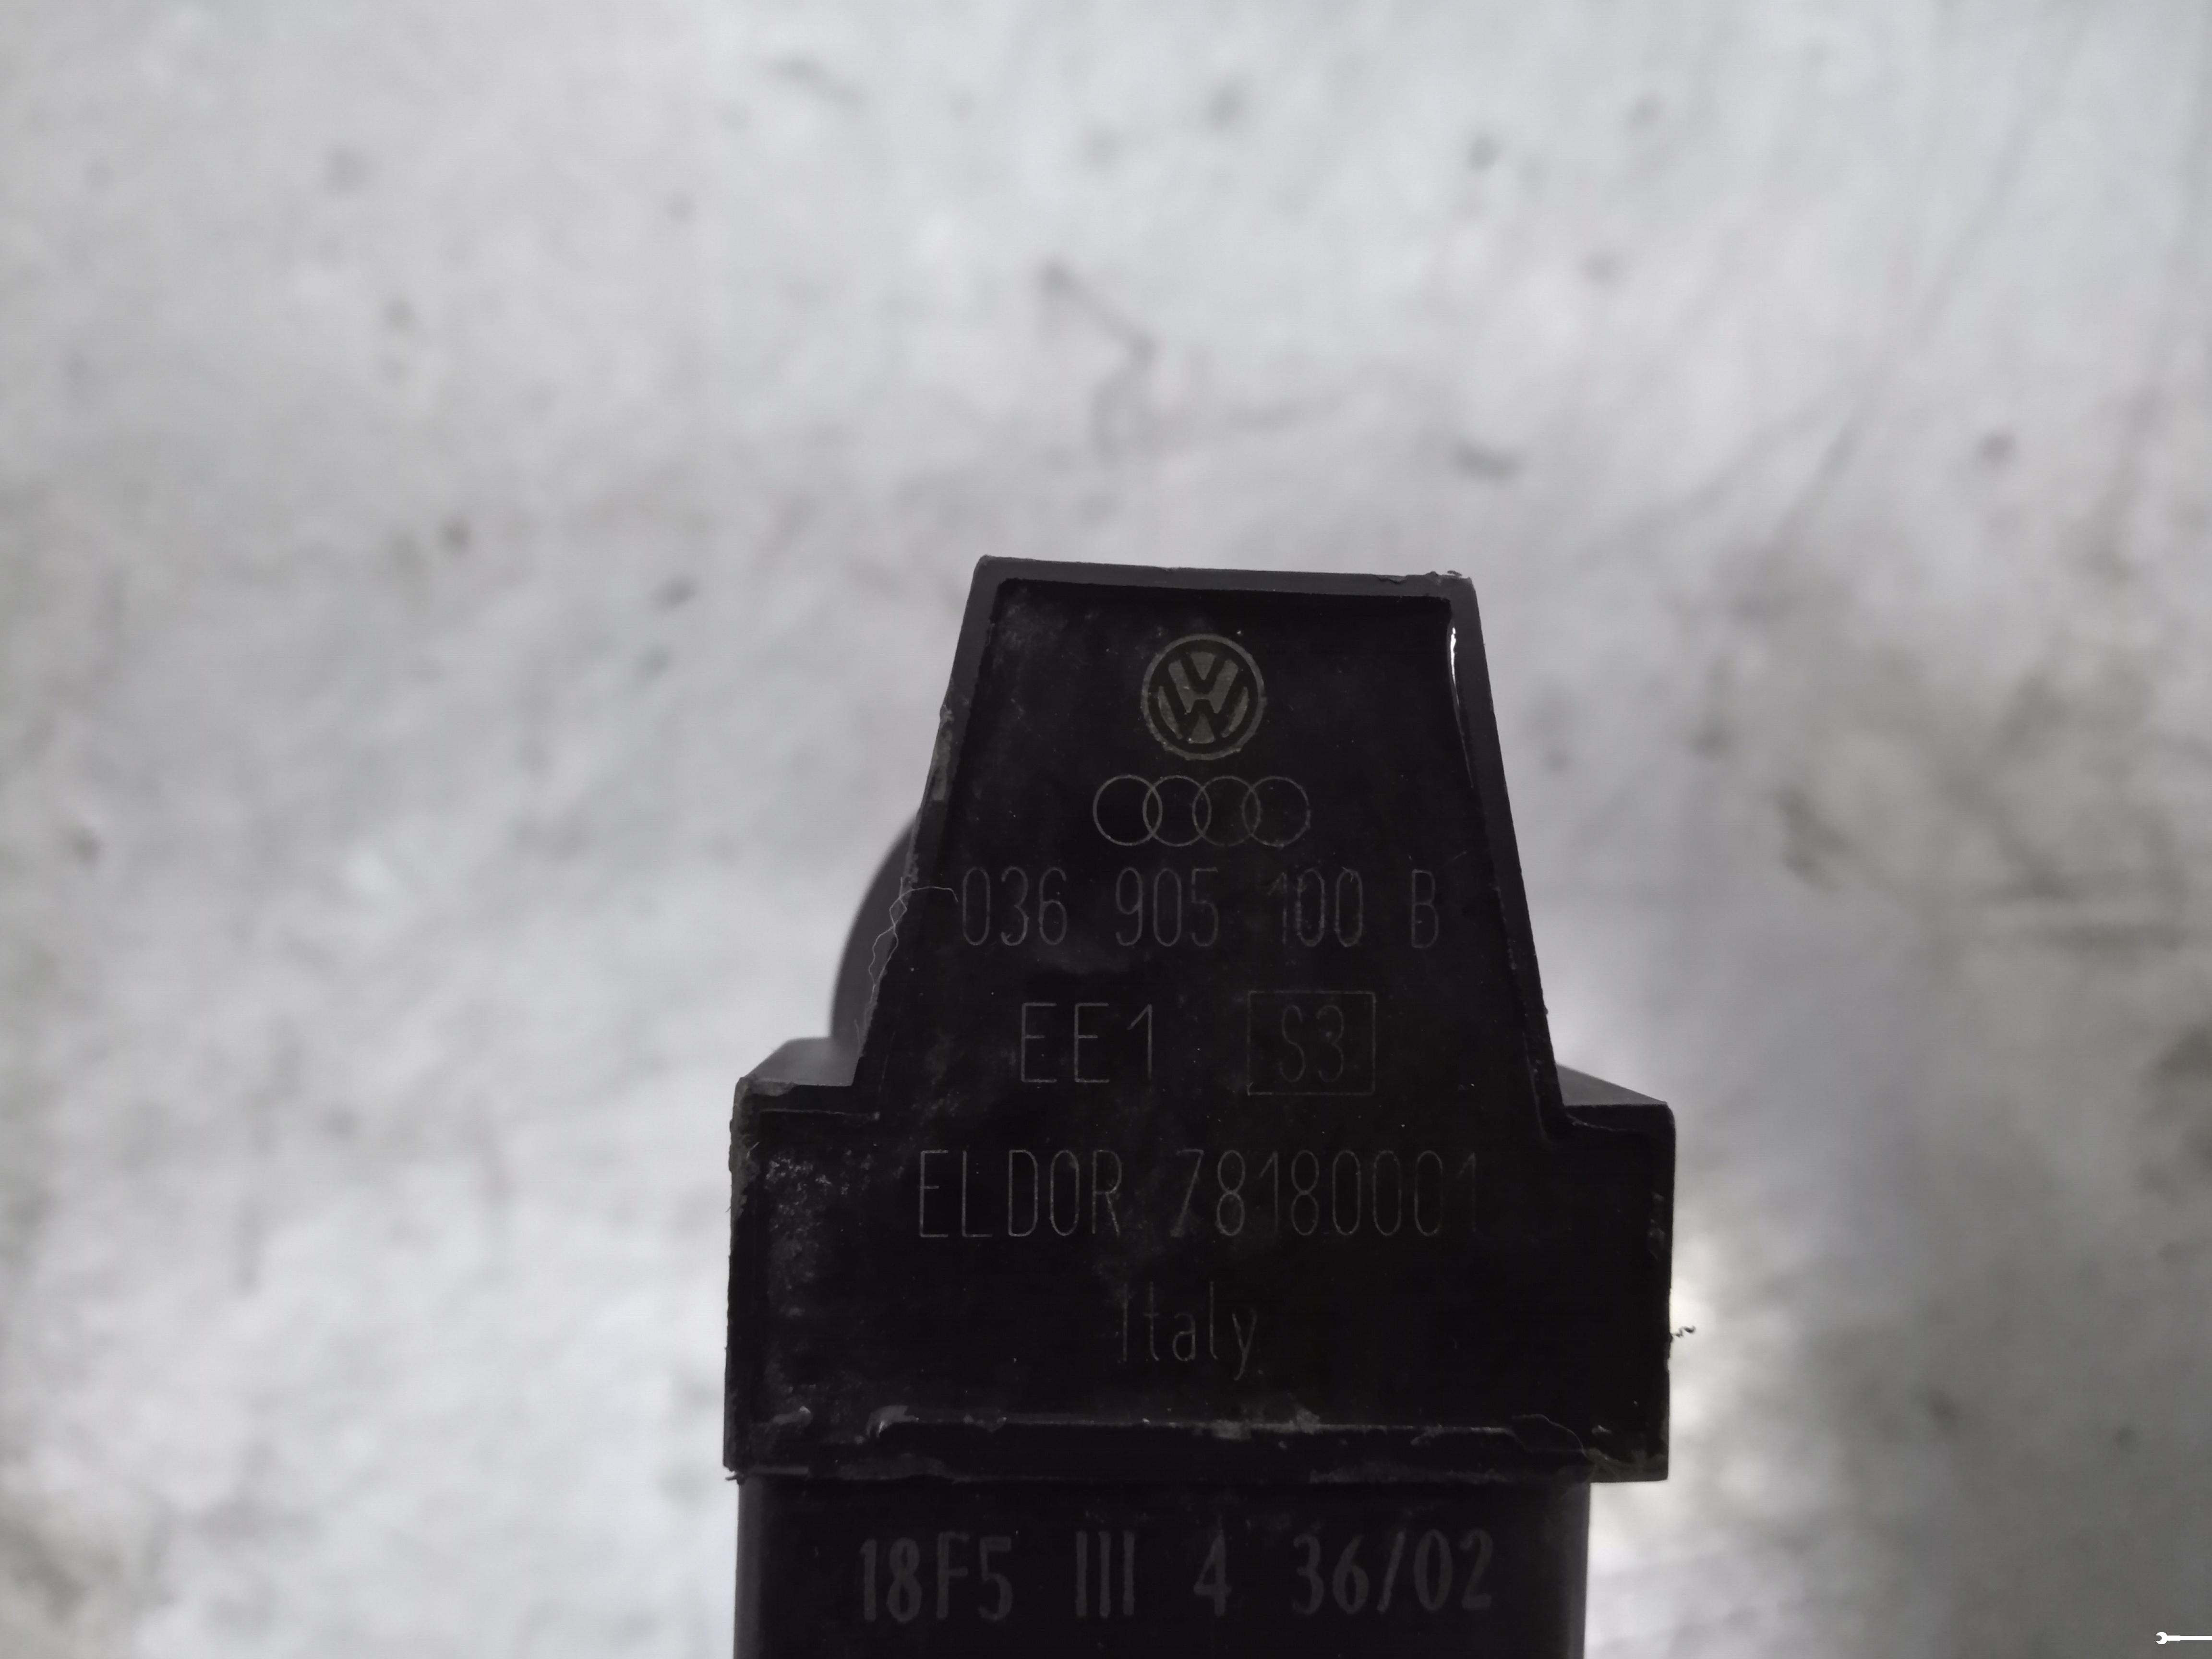 036 905 100 B
EE1 S3
ELDOR 78180001
Italy
18F5 III 4 36/02